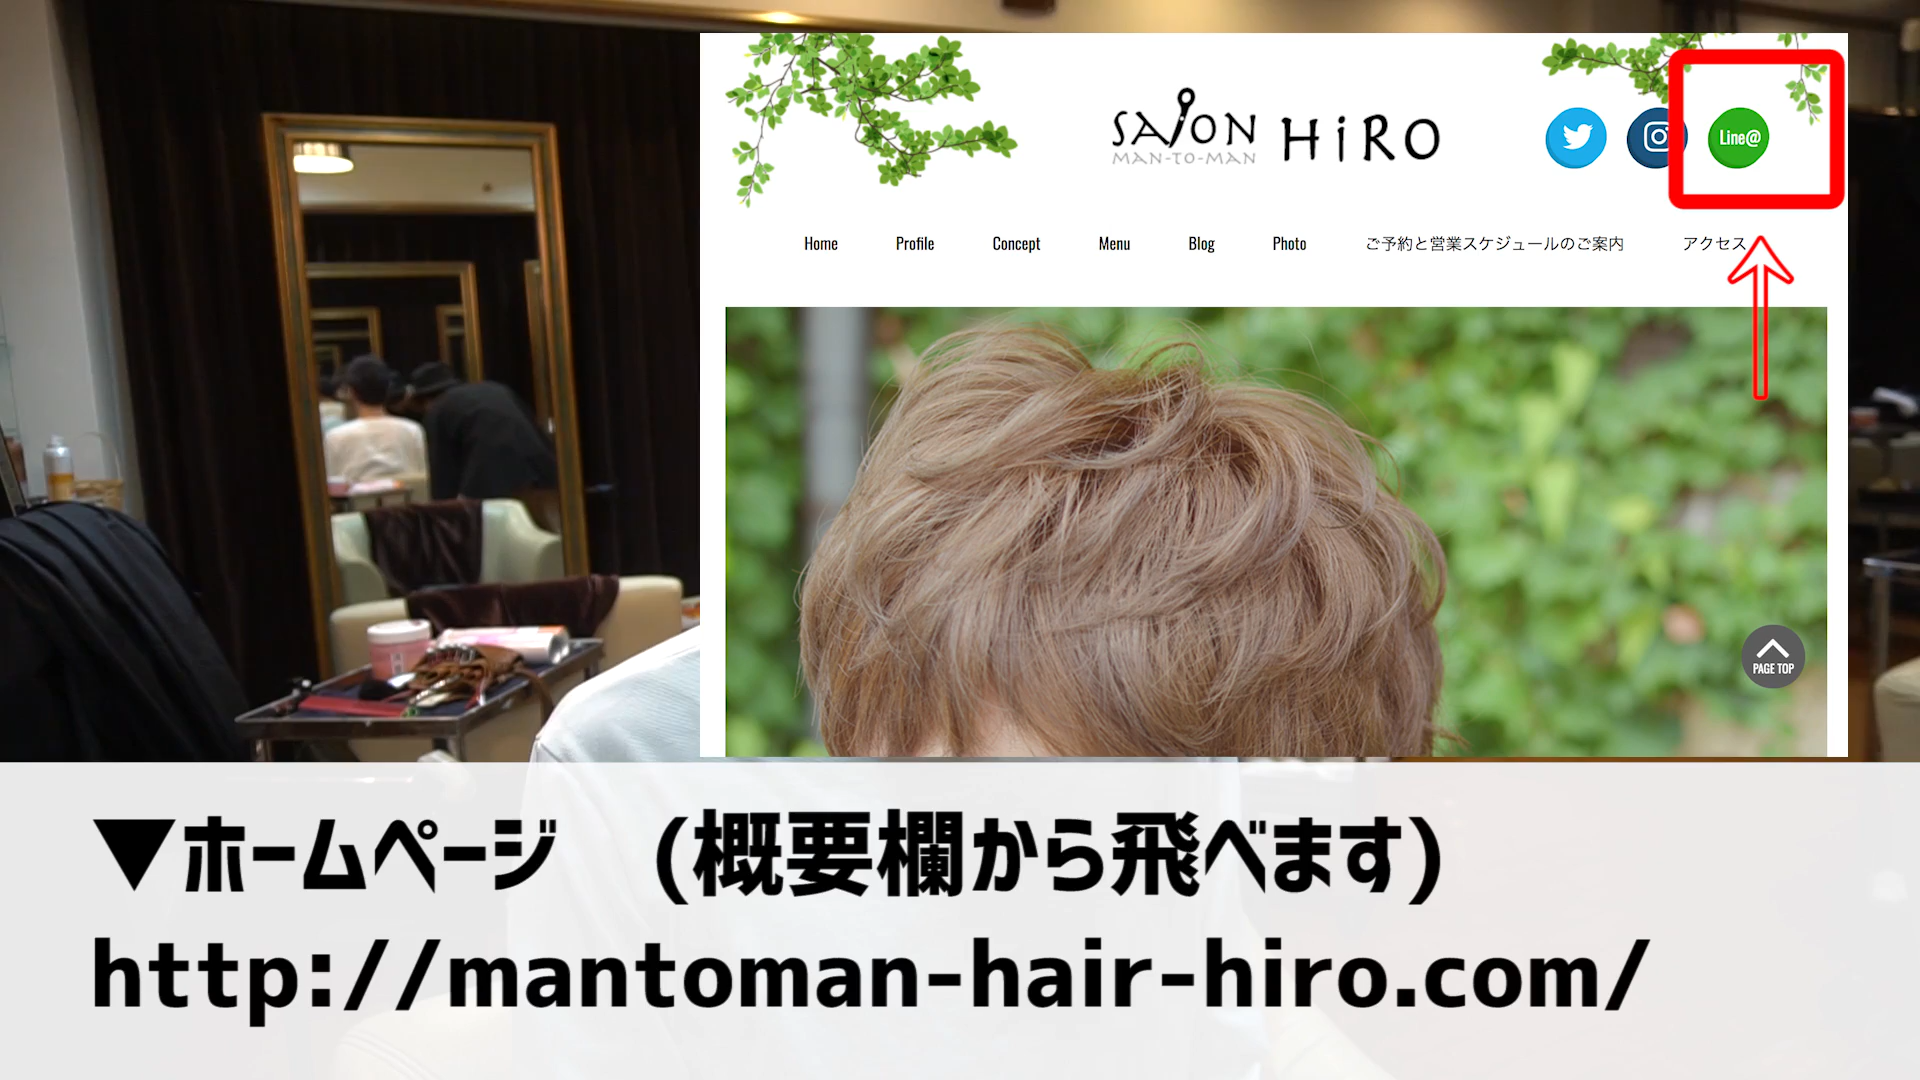 SALON HiRO
MAN-TO-MAN
Line@
Home Profile Concept Menu Blog Photo ご予約と営業スケジュールのご案内 アクセス
PAGE TOP
▼ホームページ (概要欄から飛べます)
http://mantoman-hair-hiro.com/